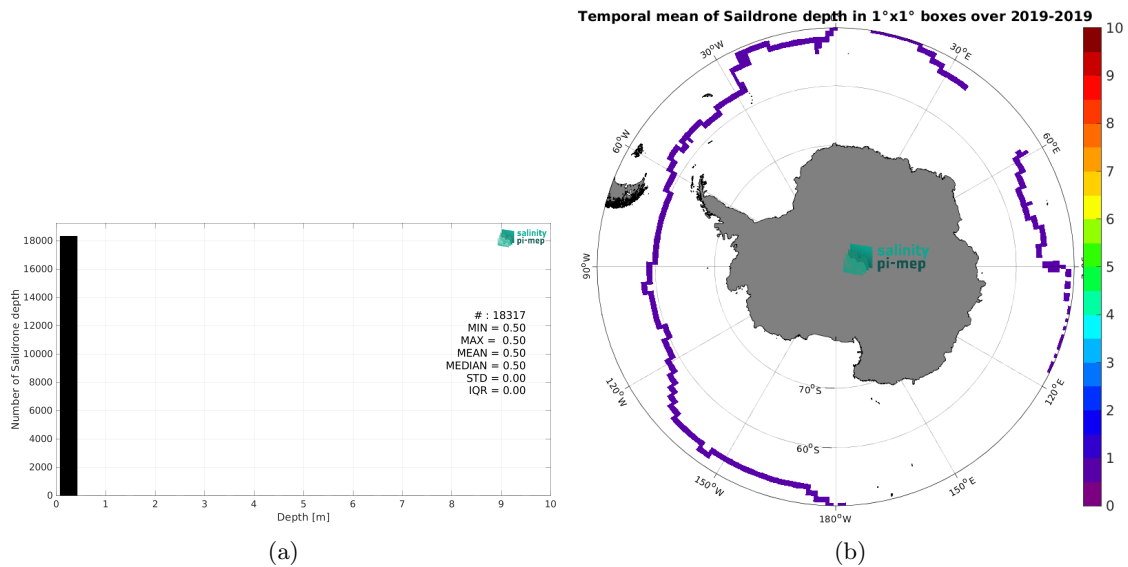 Temporal mean of Saildrone depth in 1°x1° boxes over 2019-2019
salinity
pi-mep
Number of Saildrone depth
18000
16000
14000
12000
10000
8000
6000
4000
2000
0
# : 18317
MIN = 0.50
MAX = 0.50
MEAN = 0.50
MEDIAN = 0.50
STD = 0.00
IQR = 0.00
0 1 2 3 4 5 6 7 8 9 10
Depth [m]
(a)
30°W
30°E
60°W
60°E
90°W
120°W
120°E
150°W
150°E
180°W
70°S
60°S
salinity
pi-mep
10
9
8
7
6
5
4
3
2
1
0
(b)